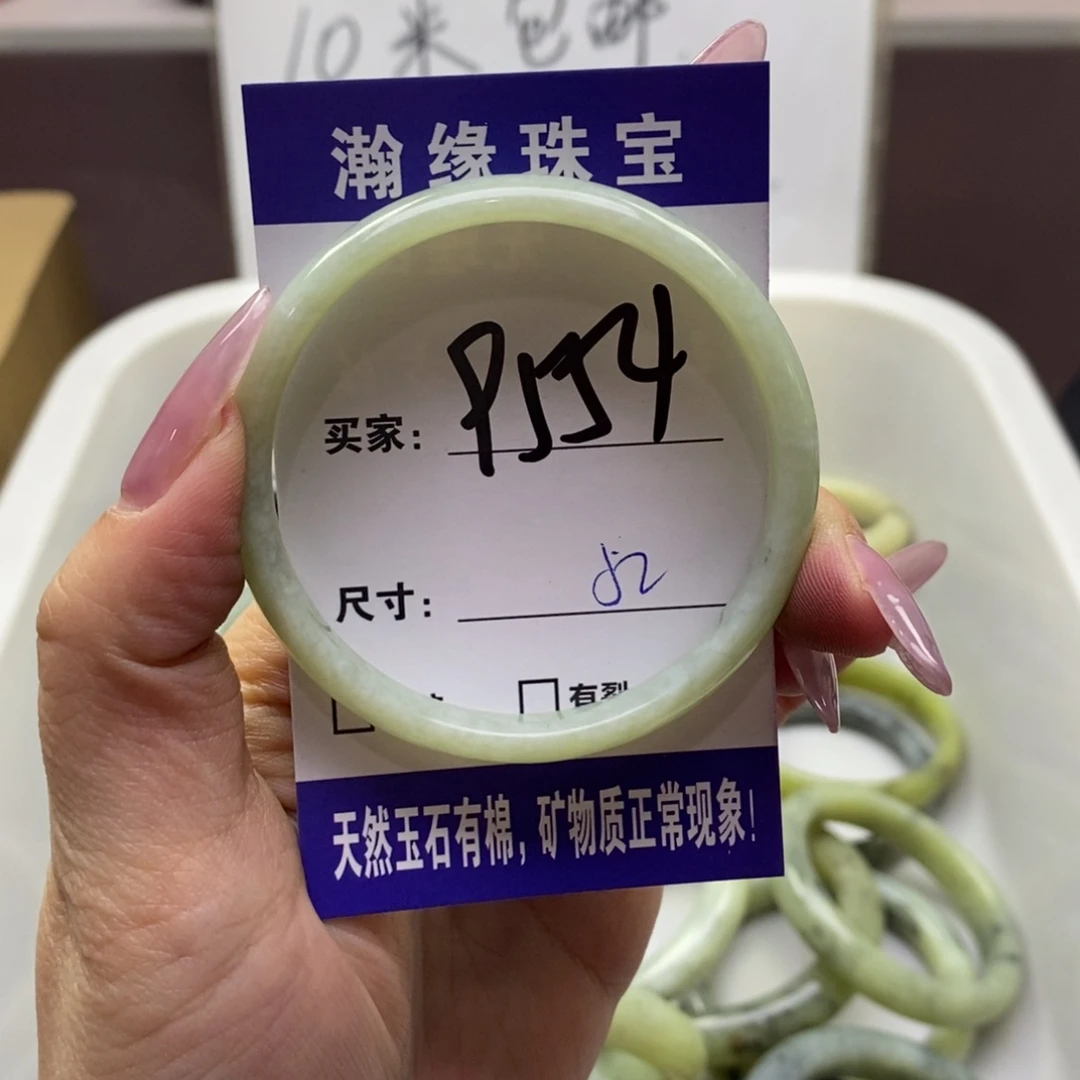 10米包邮
瀚缘珠宝
买家: P154
尺寸: 52
有裂
天然玉石有棉,矿物质正常现象!